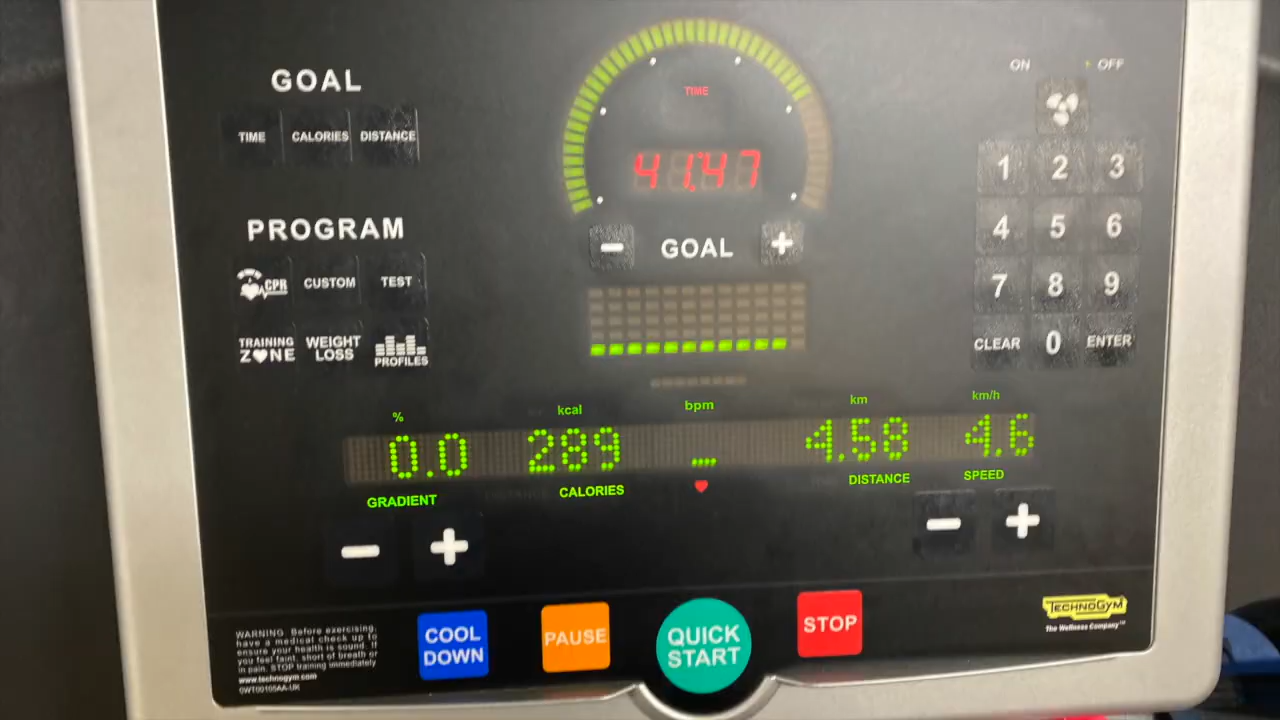 GOAL
TIME CALORIES DISTANCE
PROGRAM
CPR CUSTOM TEST
TRAINING ZNE WEIGHT LOSS PROFILES
TIME
41:47
- GOAL +
ON OFF
1 2 3
4 5 6
7 8 9
CLEAR 0 ENTER
% kcal bpm km km/h
0.0 289 4.58 4.6
GRADIENT CALORIES DISTANCE SPEED
- + - +
COOL DOWN
PAUSE
QUICK START
STOP
WARNING. Before exercising,
have a medical check up to
ensure your health is sound. If
you feel faint, short of breath or
in pain, STOP training immediately
www.technogym.com
0WT00105AA-UK
TECHNOGYM
The Wellness Company™